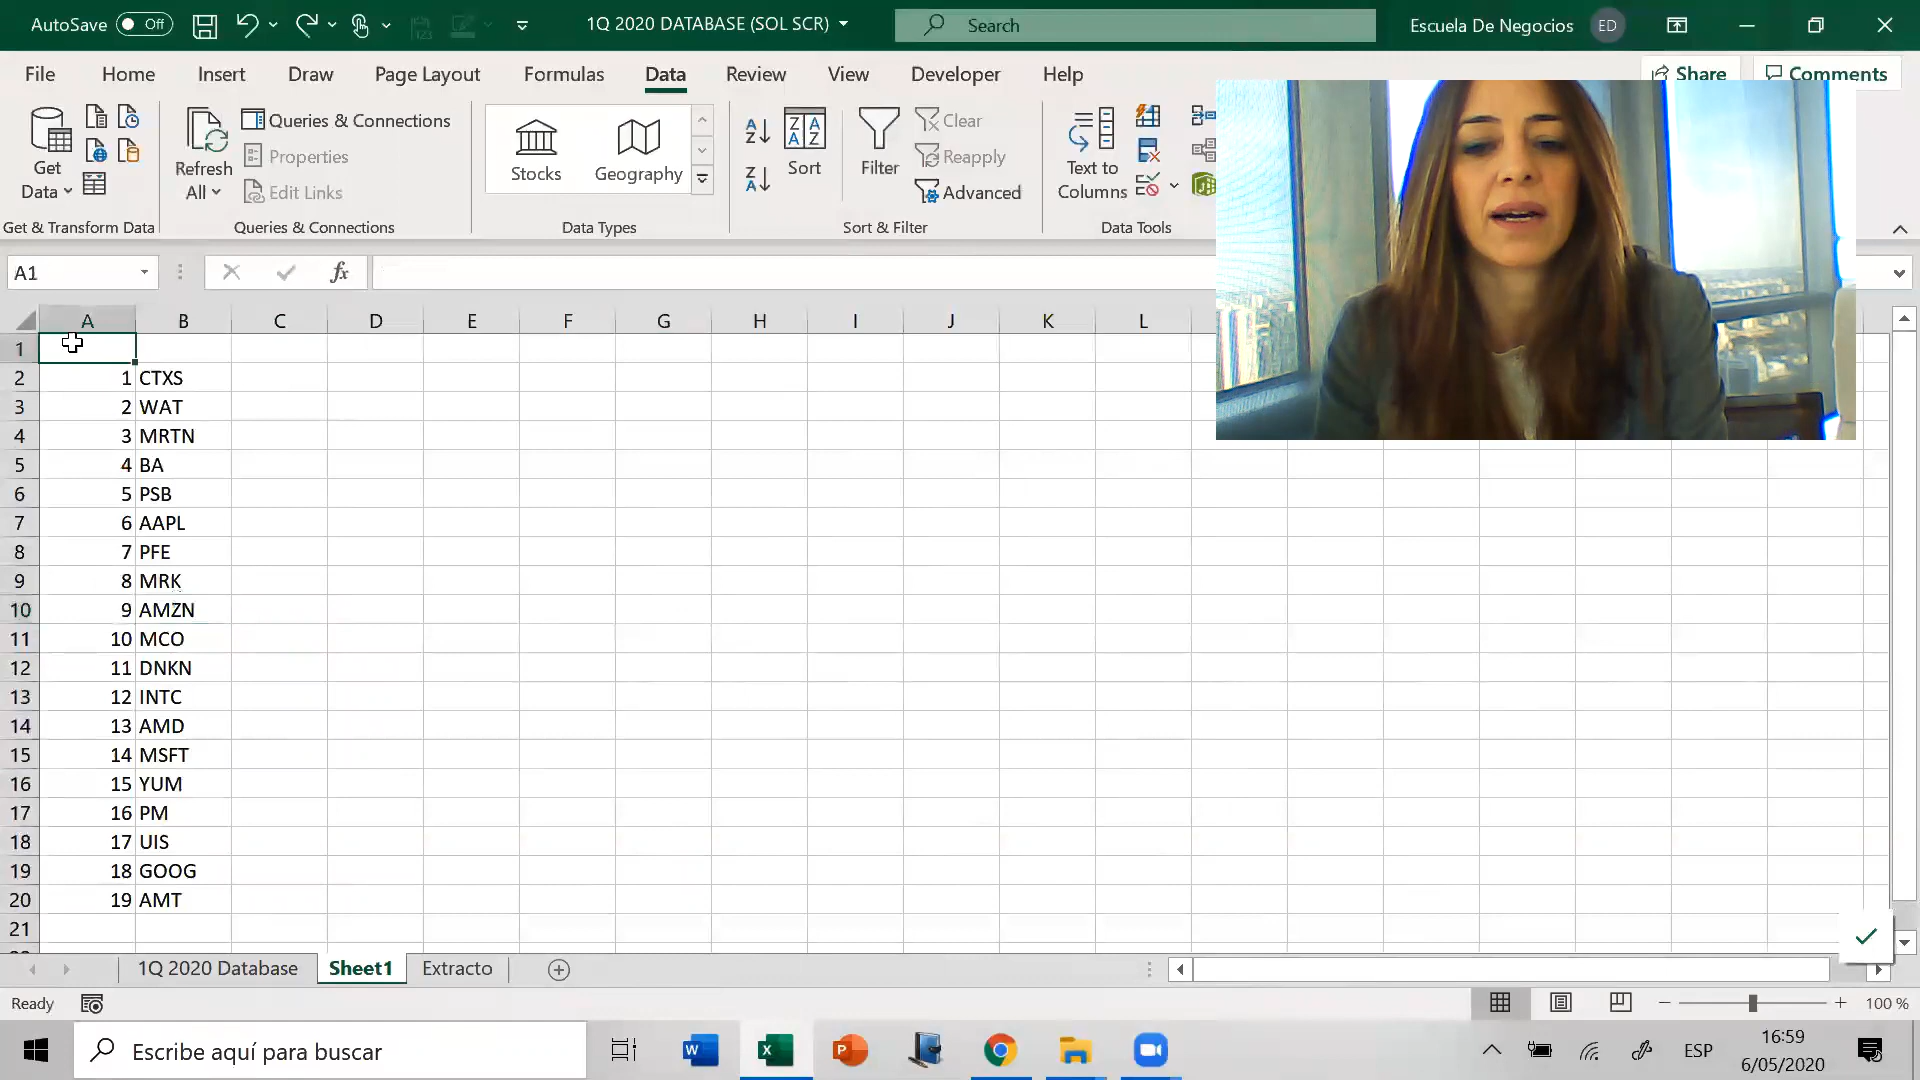 AutoSave Off 1Q 2020 DATABASE (SOL SCR) Search Escuela De Negocios ED
File Home Insert Draw Page Layout Formulas Data Review View Developer Help Share Comments
Get Data
Refresh All
Queries & Connections
Properties
Edit Links
Stocks Geography
Sort Filter
Clear
Reapply
Advanced
Text to Columns
Get & Transform Data Queries & Connections Data Types Sort & Filter Data Tools
A1 fx
A B C D E F G H I J K L
1
2 1 CTXS
3 2 WAT
4 3 MRTN
5 4 BA
6 5 PSB
7 6 AAPL
8 7 PFE
9 8 MRK
10 9 AMZN
11 10 MCO
12 11 DNKN
13 12 INTC
14 13 AMD
15 14 MSFT
16 15 YUM
17 16 PM
18 17 UIS
19 18 GOOG
20 19 AMT
21
1Q 2020 Database Sheet1 Extracto
Ready 100 %
Escribe aquí para buscar ESP 16:59
6/05/2020